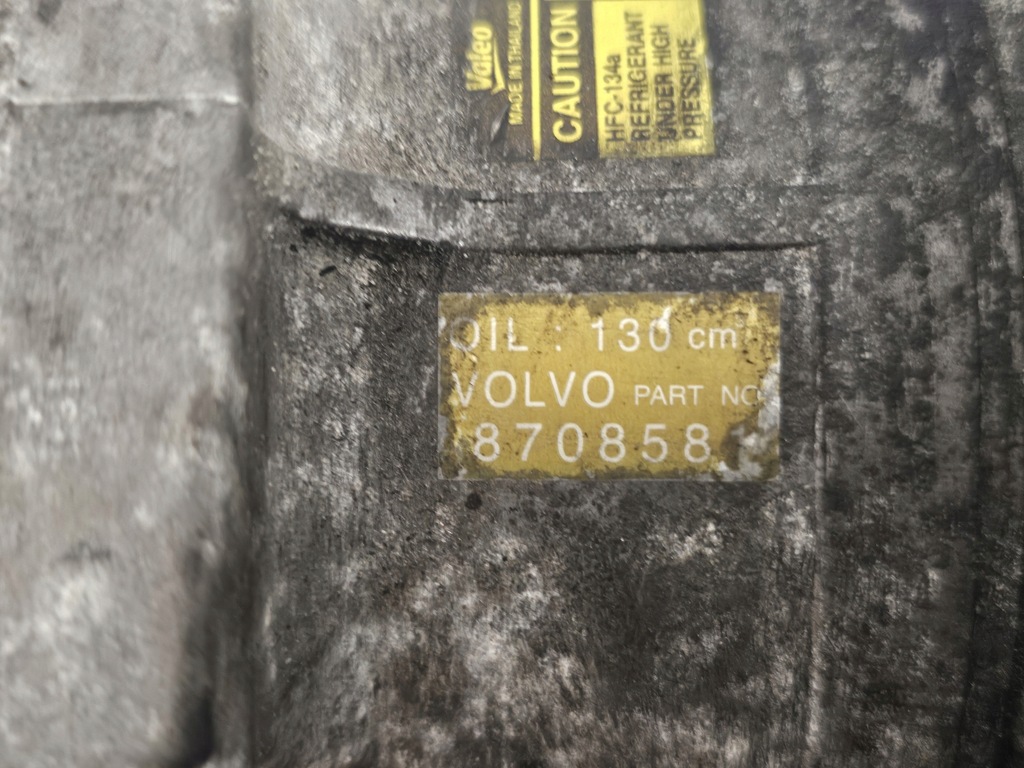 Valeo
MADE IN THAILAND
CAUTION
HFC-134a
REFRIGERANT
UNDER HIGH
PRESSURE
OIL : 130 cm
VOLVO PART NO
870858